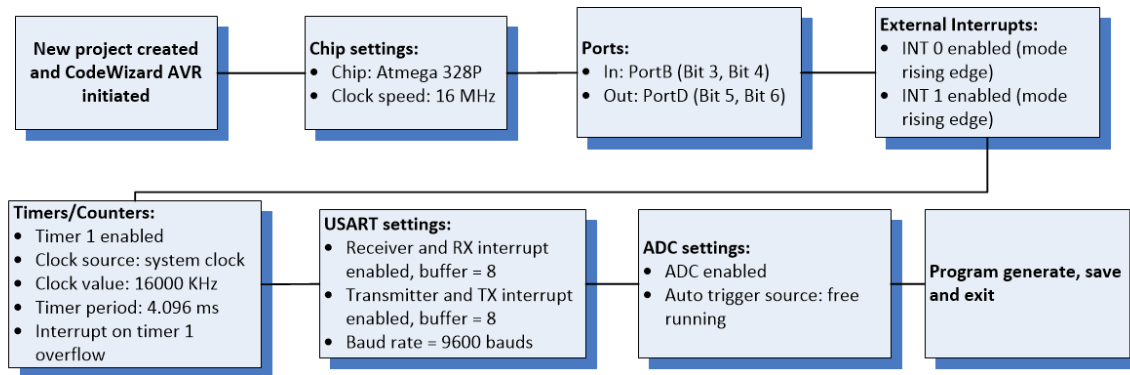 New project created
and CodeWizard AVR
initiated
Chip settings:
• Chip: Atmega 328P
• Clock speed: 16 MHz
Ports:
• In: PortB (Bit 3, Bit 4)
• Out: PortD (Bit 5, Bit 6)
External Interrupts:
• INT 0 enabled (mode
rising edge)
• INT 1 enabled (mode
rising edge)
Timers/Counters:
• Timer 1 enabled
• Clock source: system clock
• Clock value: 16000 KHz
• Timer period: 4.096 ms
• Interrupt on timer 1
overflow
USART settings:
• Receiver and RX interrupt
enabled, buffer = 8
• Transmitter and TX interrupt
enabled, buffer = 8
• Baud rate = 9600 bauds
ADC settings:
• ADC enabled
• Auto trigger source: free
running
Program generate, save
and exit